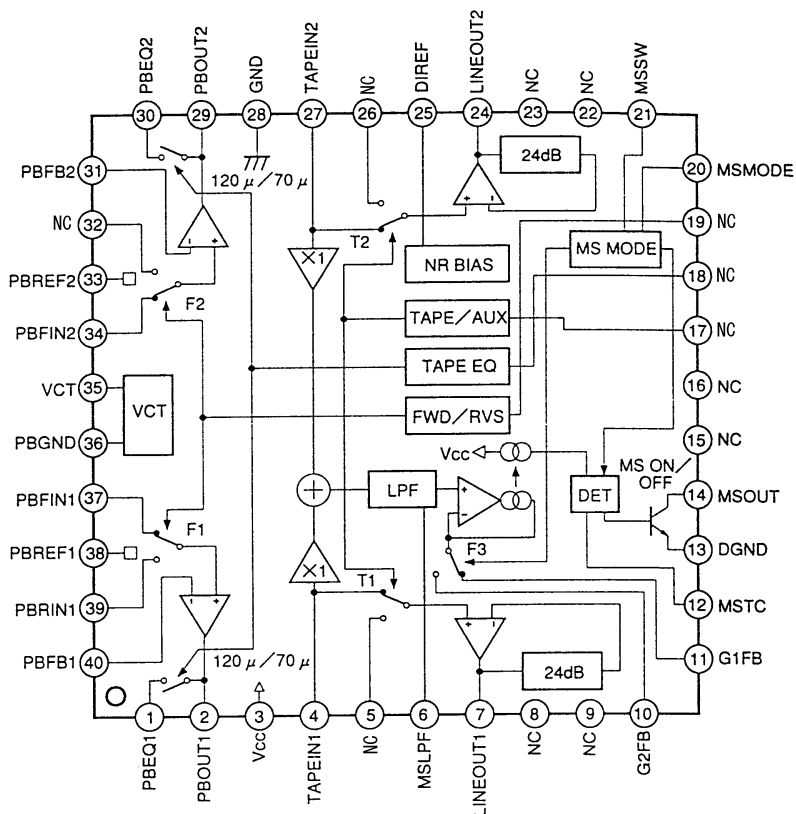 PBEQ2
PBOUT2
GND
TAPEIN2
NC
DIREF
LINEOUT2
NC
NC
MSSW
30
29
28
27
26
25
24
23
22
21
PBFB2
31
120 μ/70 μ
24dB
20
MSMODE
NC
32
T2
19
NC
MS MODE
×1
NR BIAS
PBREF2
33
18
NC
F2
PBFIN2
34
TAPE/AUX
17
NC
VCT
35
VCT
TAPE EQ
16
NC
PBGND
36
FWD/RVS
15
NC
Vcc
MS ON/
OFF
PBFIN1
37
+
LPF
+
−
DET
14
MSOUT
F1
PBREF1
38
F3
13
DGND
×1
T1
PBRIN1
39
12
MSTC
PBFB1
40
120 μ/70 μ
24dB
11
G1FB
1
2
3
4
5
6
7
8
9
10
PBEQ1
PBOUT1
Vcc
TAPEIN1
NC
MSLPF
LINEOUT1
NC
NC
G2FB